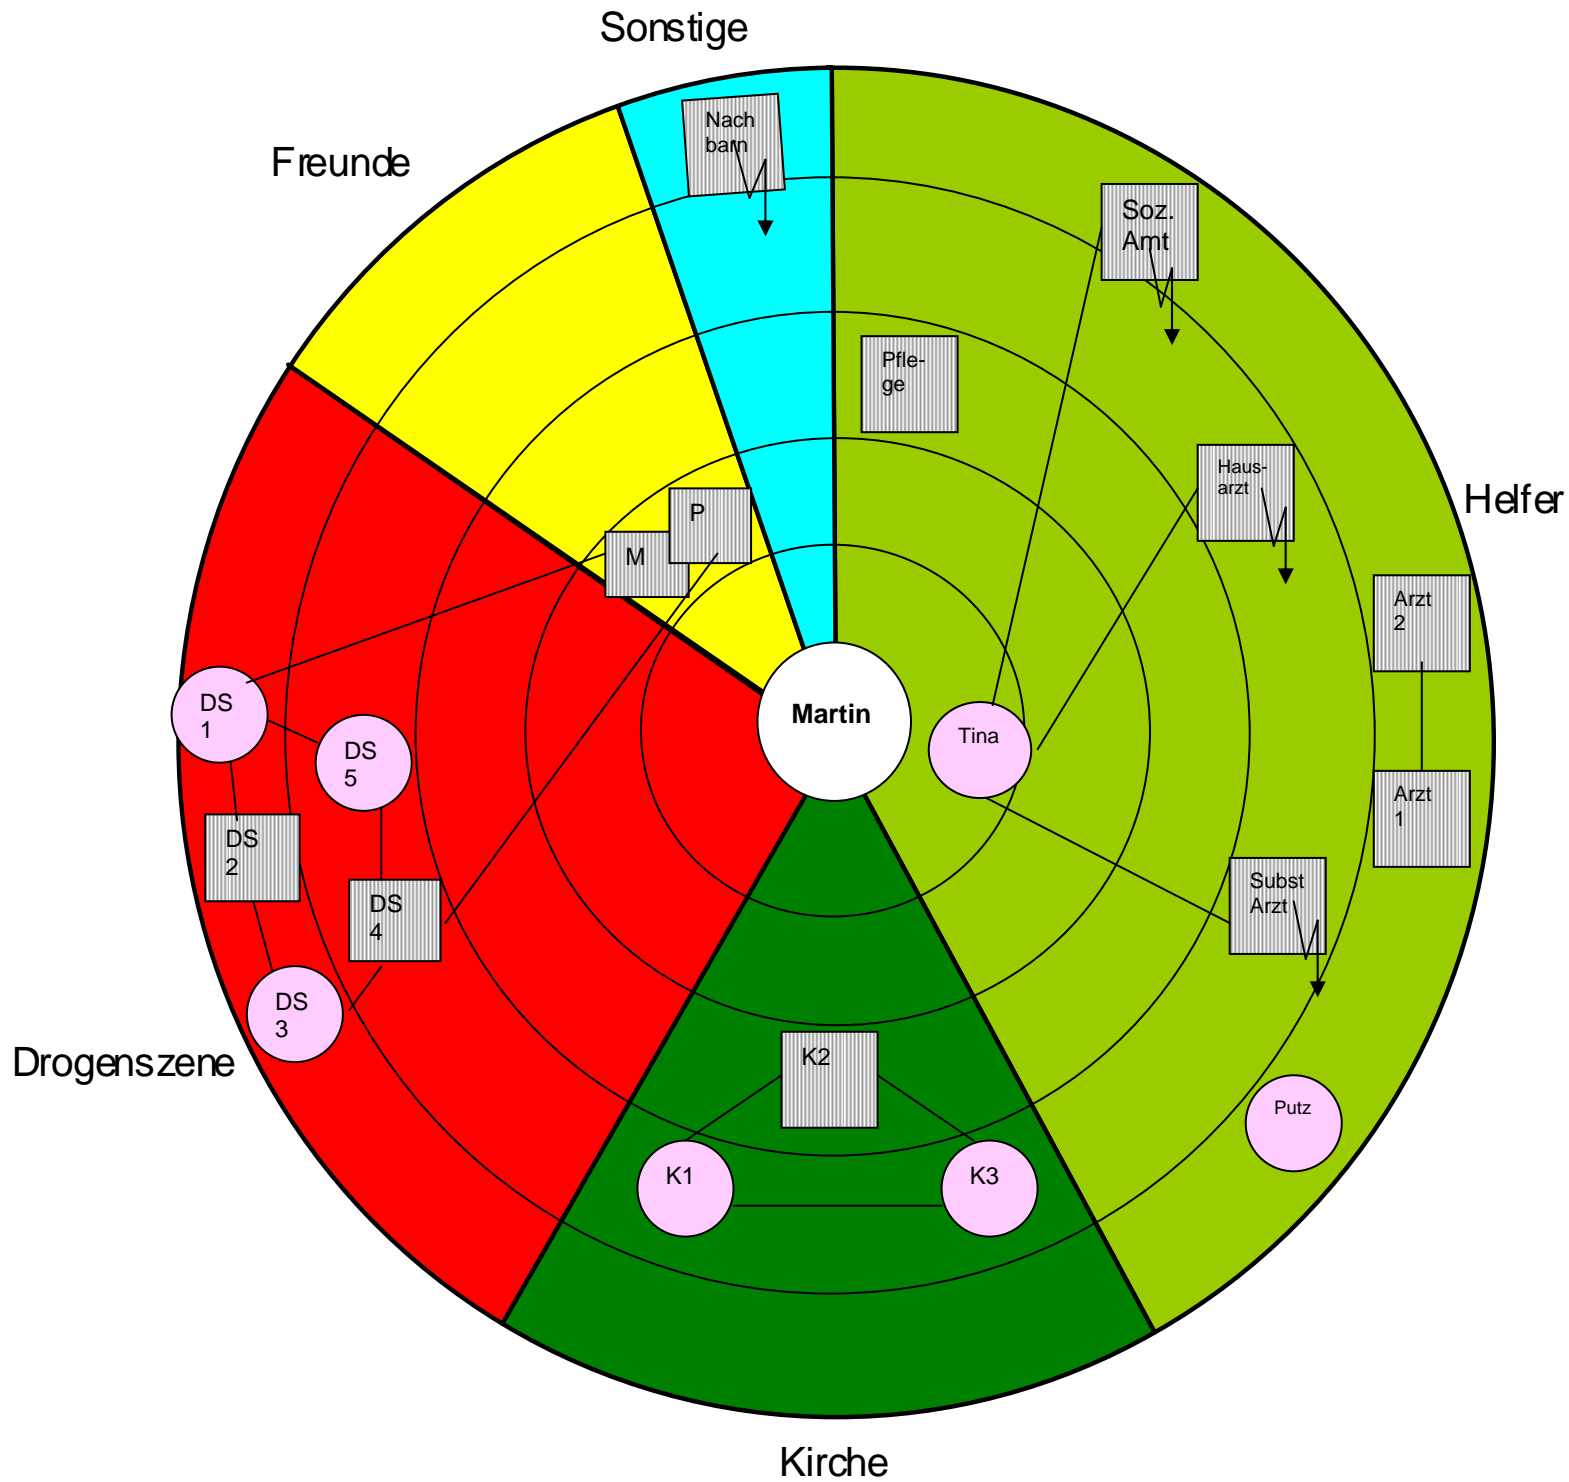 Sonstige
Freunde
Nach
barn
Soz.
Amt
Pfle-
ge
Haus-
arzt
Helfer
P
M
Arzt
2
DS
1
Martin
Tina
DS
5
Arzt
1
DS
2
Subst
Arzt
DS
4
DS
3
Drogenszene
K2
Putz
K1
K3
Kirche